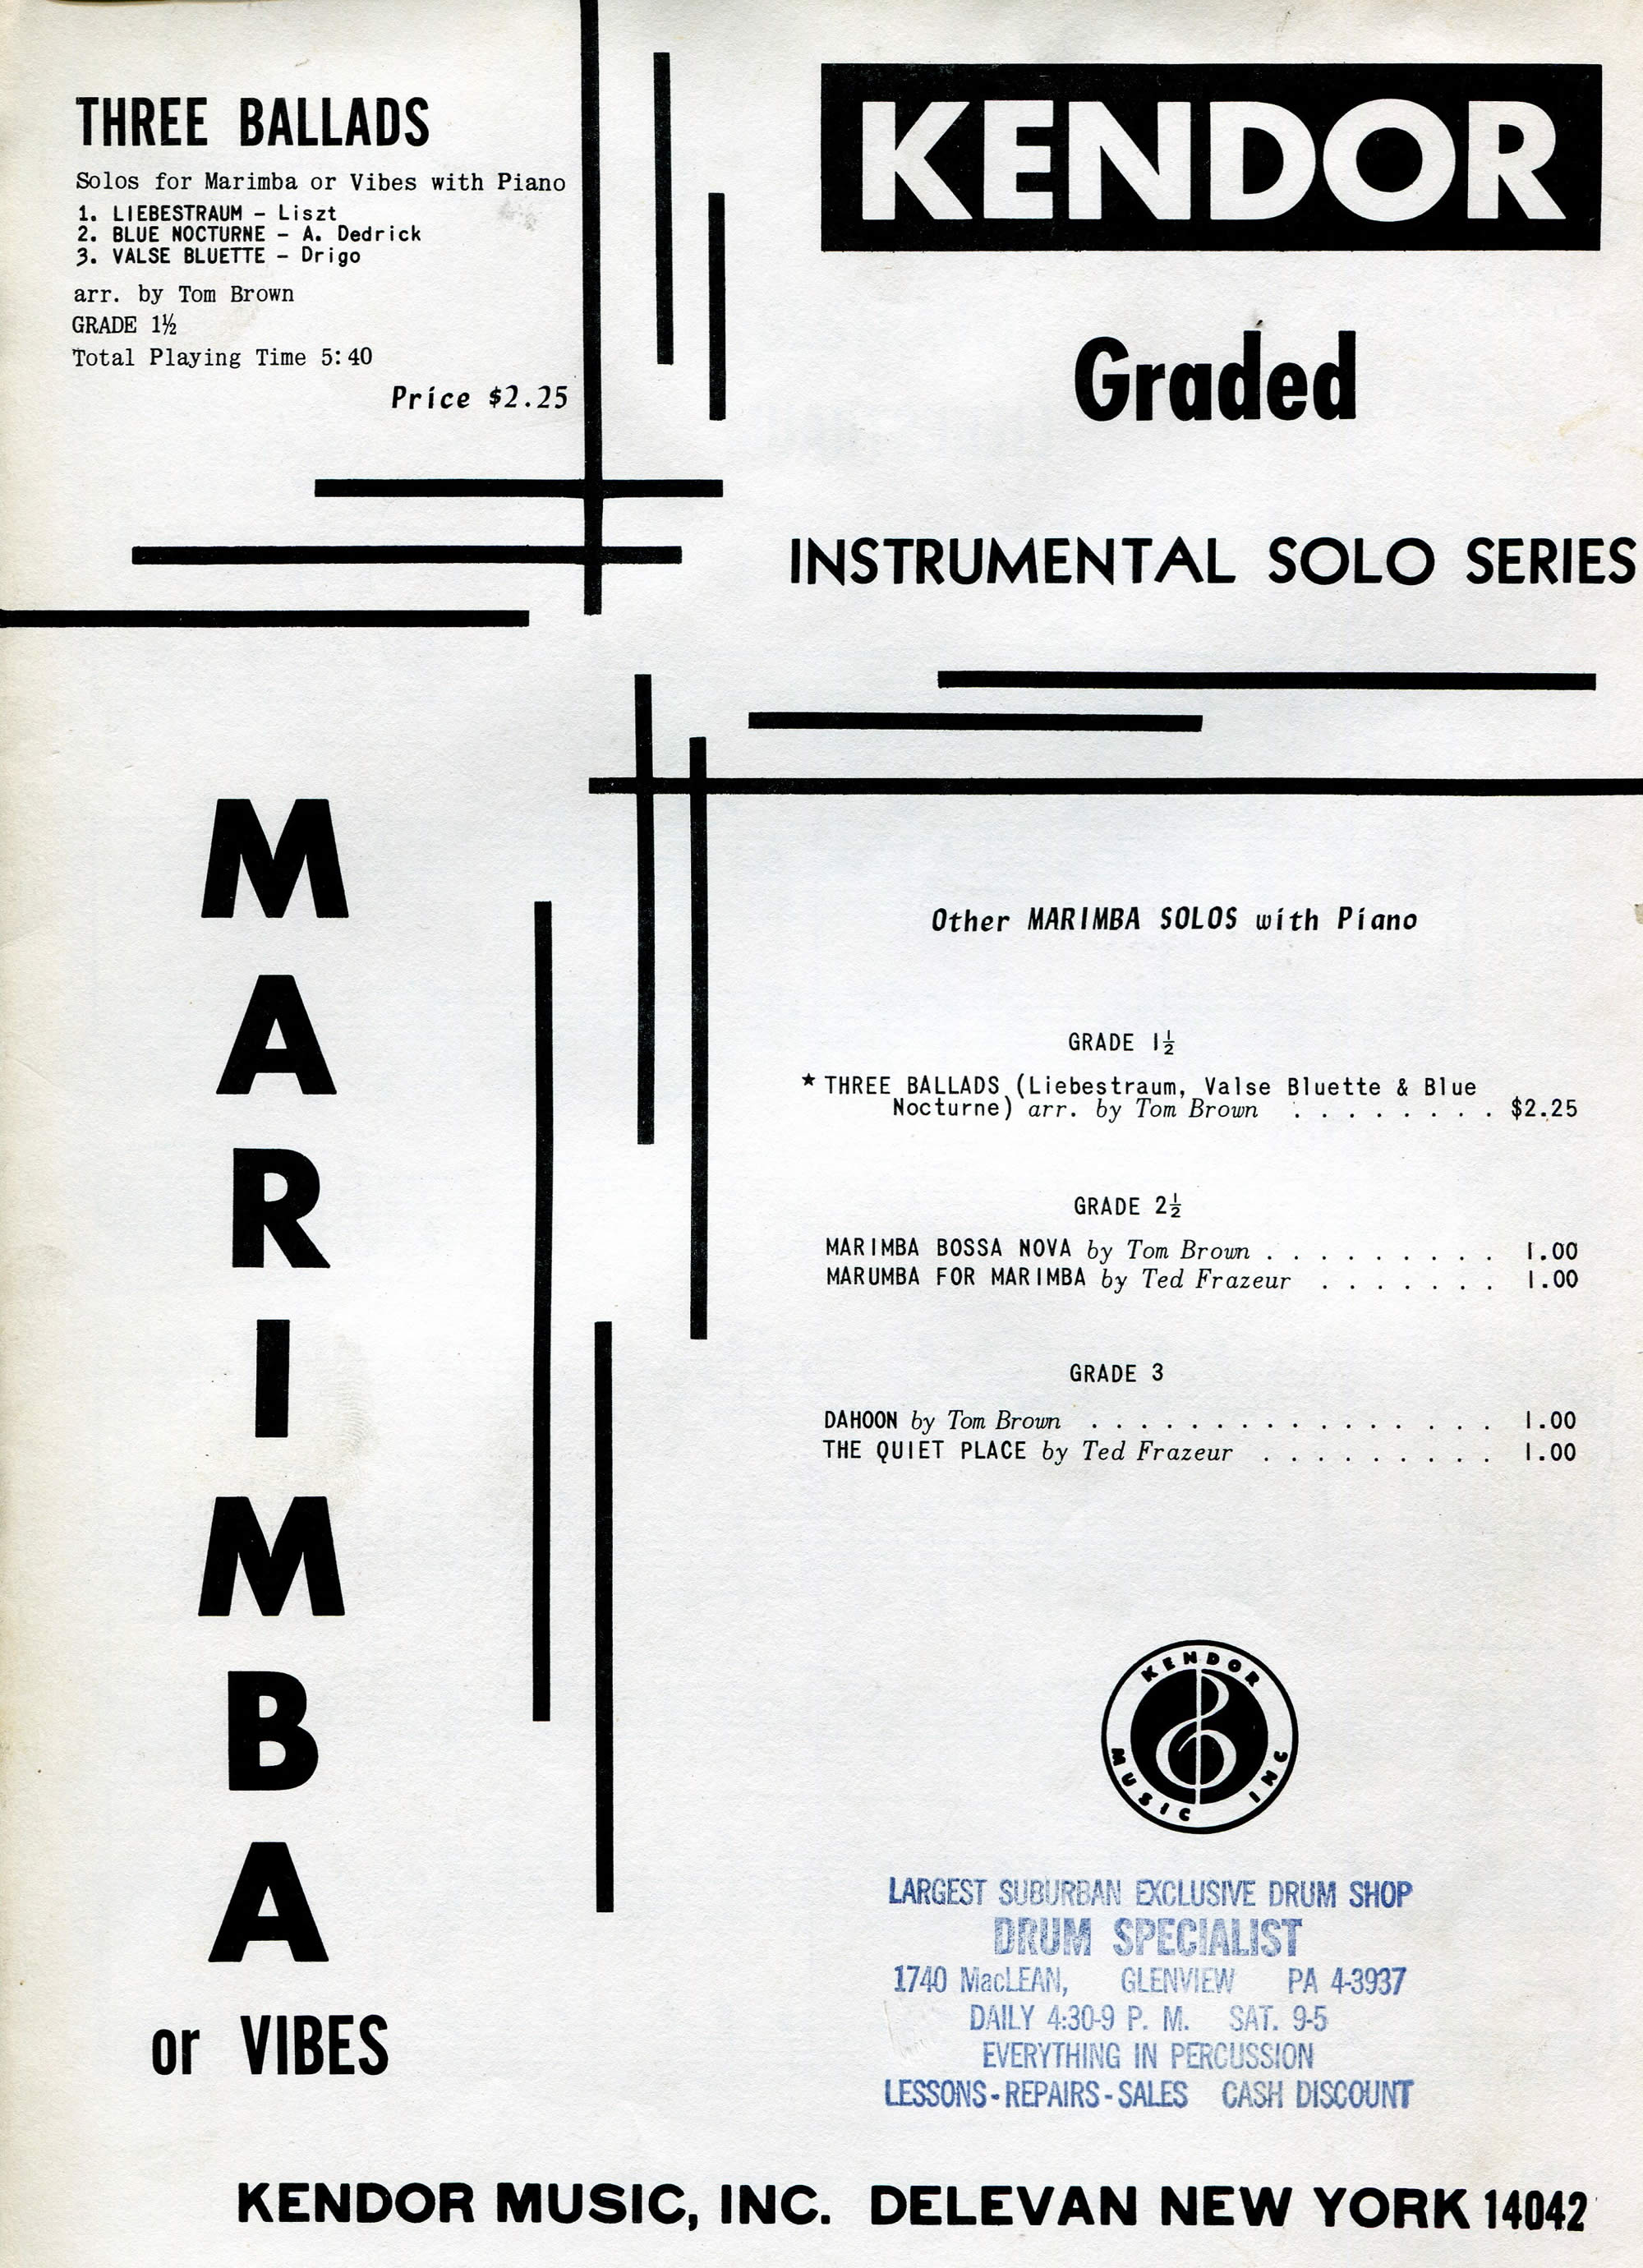 THREE BALLADS
Solos for Marimba or Vibes with Piano
1. LIEBESTRAUM - Liszt
2. BLUE NOCTURNE - A. Dedrick
3. VALSE BLUETTE - Drigo
arr. by Tom Brown
GRADE 1½
Total Playing Time 5:40
Price $2.25
KENDOR
Graded
INSTRUMENTAL SOLO SERIES
MARIMBA
or VIBES
Other MARIMBA SOLOS with Piano
GRADE 1½
★ THREE BALLADS (Liebestraum, Valse Bluette & Blue
Nocturne) arr. by Tom Brown . . . . . . . . $2.25
GRADE 2½
MARIMBA BOSSA NOVA by Tom Brown . . . . . . . . . 1.00
MARUMBA FOR MARIMBA by Ted Frazeur . . . . . . . 1.00
GRADE 3
DAHOON by Tom Brown . . . . . . . . . . . . . . . . 1.00
THE QUIET PLACE by Ted Frazeur . . . . . . . . . 1.00
KENDOR
MUSIC INC
LARGEST SUBURBAN EXCLUSIVE DRUM SHOP
DRUM SPECIALIST
1740 MacLEAN, GLENVIEW PA 4-3937
DAILY 4:30-9 P. M. SAT. 9-5
EVERYTHING IN PERCUSSION
LESSONS-REPAIRS-SALES CASH DISCOUNT
KENDOR MUSIC, INC. DELEVAN NEW YORK 14042